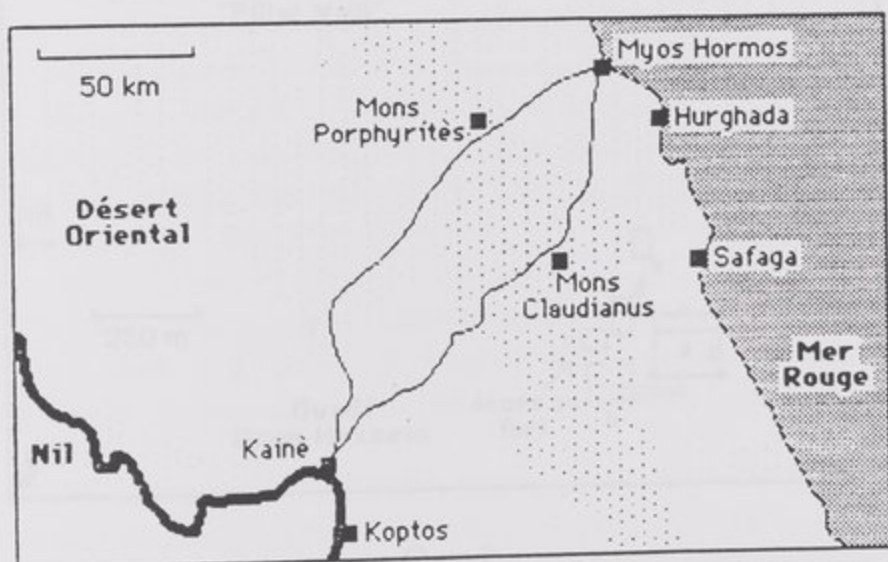 50 km
Myos Hormos
Mons
Porphyritès
Hurghada
Désert
Oriental
Safaga
Mons
Claudianus
Mer
Rouge
Nil
Kainè
Koptos